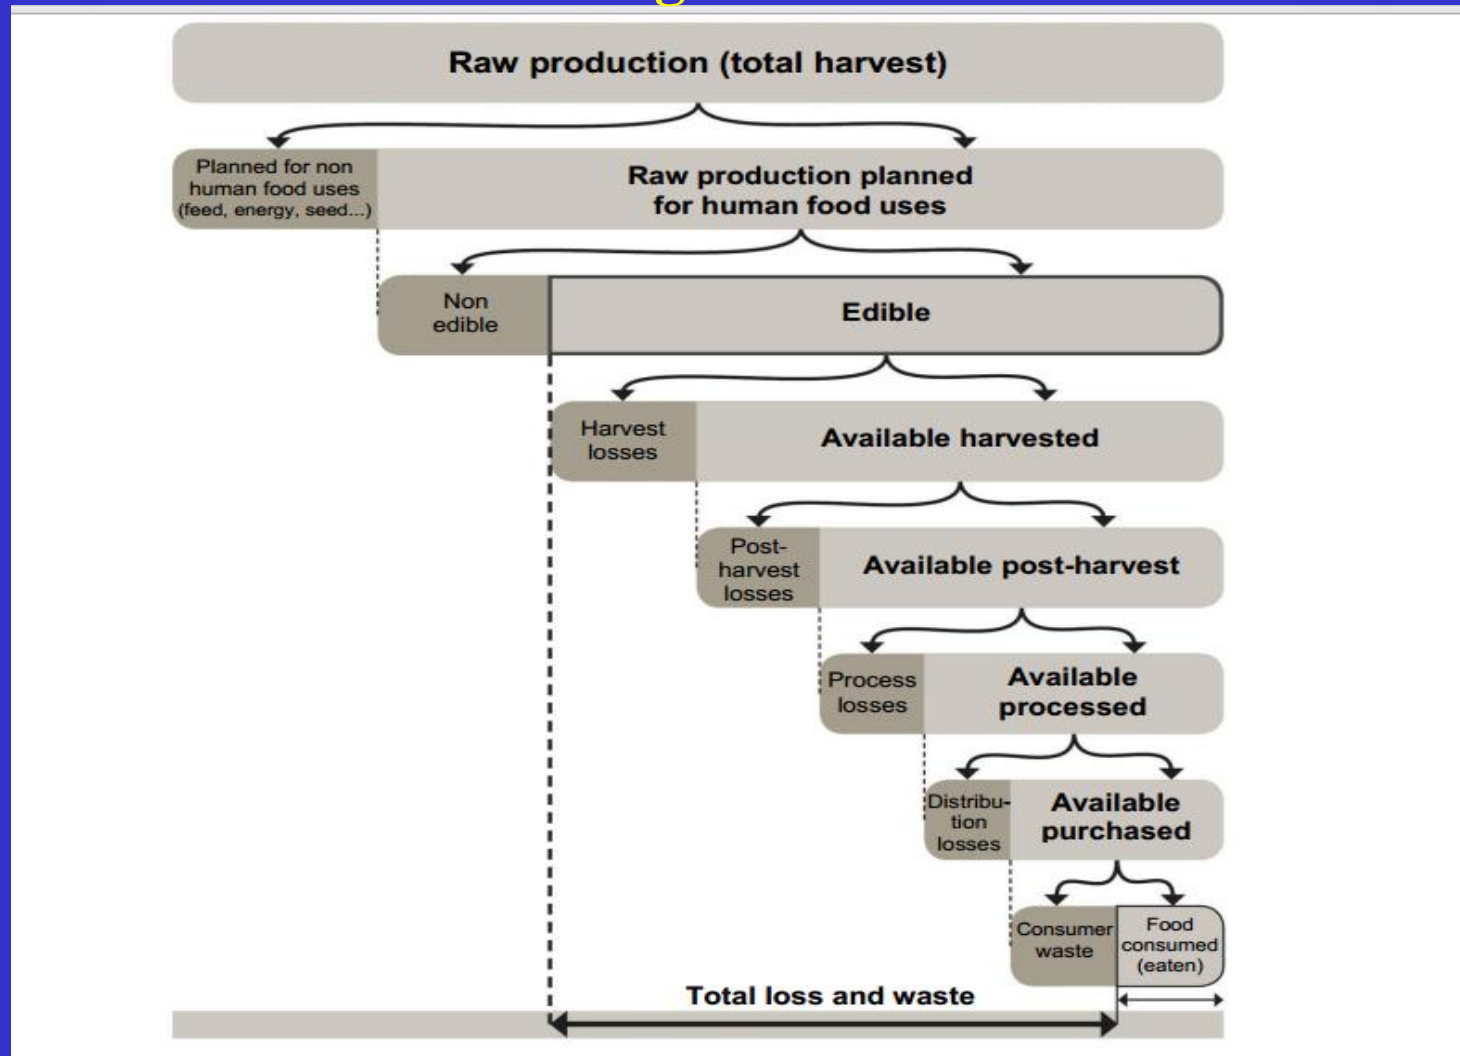 Raw production (total harvest)
Planned for non
human food uses
(feed, energy, seed...)
Raw production planned
for human food uses
Non
edible
Edible
Harvest
losses
Available harvested
Post-
harvest
losses
Available post-harvest
Process
losses
Available
processed
Distribu-
tion
losses
Available
purchased
Consumer
waste
Food
consumed
(eaten)
Total loss and waste